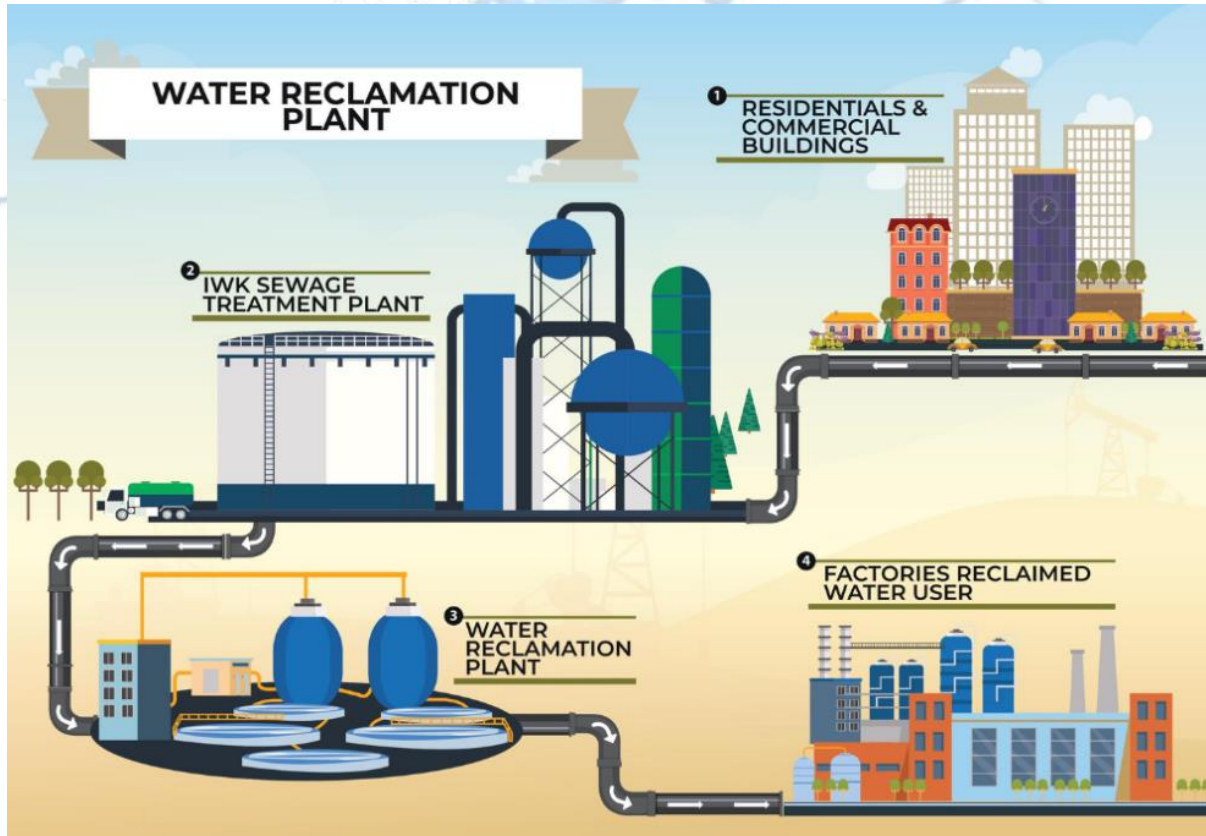 WATER RECLAMATION
PLANT
1
RESIDENTIALS &
COMMERCIAL
BUILDINGS
2
IWK SEWAGE
TREATMENT PLANT
3
WATER
RECLAMATION
PLANT
4
FACTORIES RECLAIMED
WATER USER